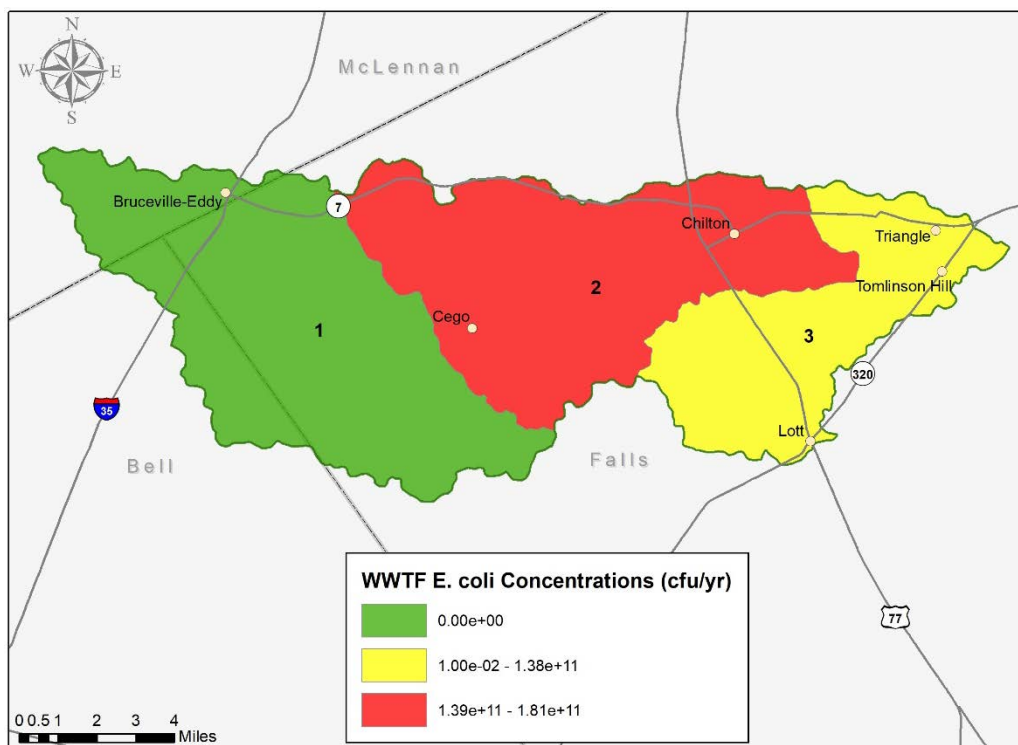 N
W E
S
McLennan
Bruceville-Eddy
7
Chilton
Triangle
2
Tomlinson Hill
Cego
1
3
320
35
Lott
Bell
Falls
WWTF E. coli Concentrations (cfu/yr)
0.00e+00
77
1.00e-02 - 1.38e+11
1.39e+11 - 1.81e+11
0 0.5 1 2 3 4
Miles